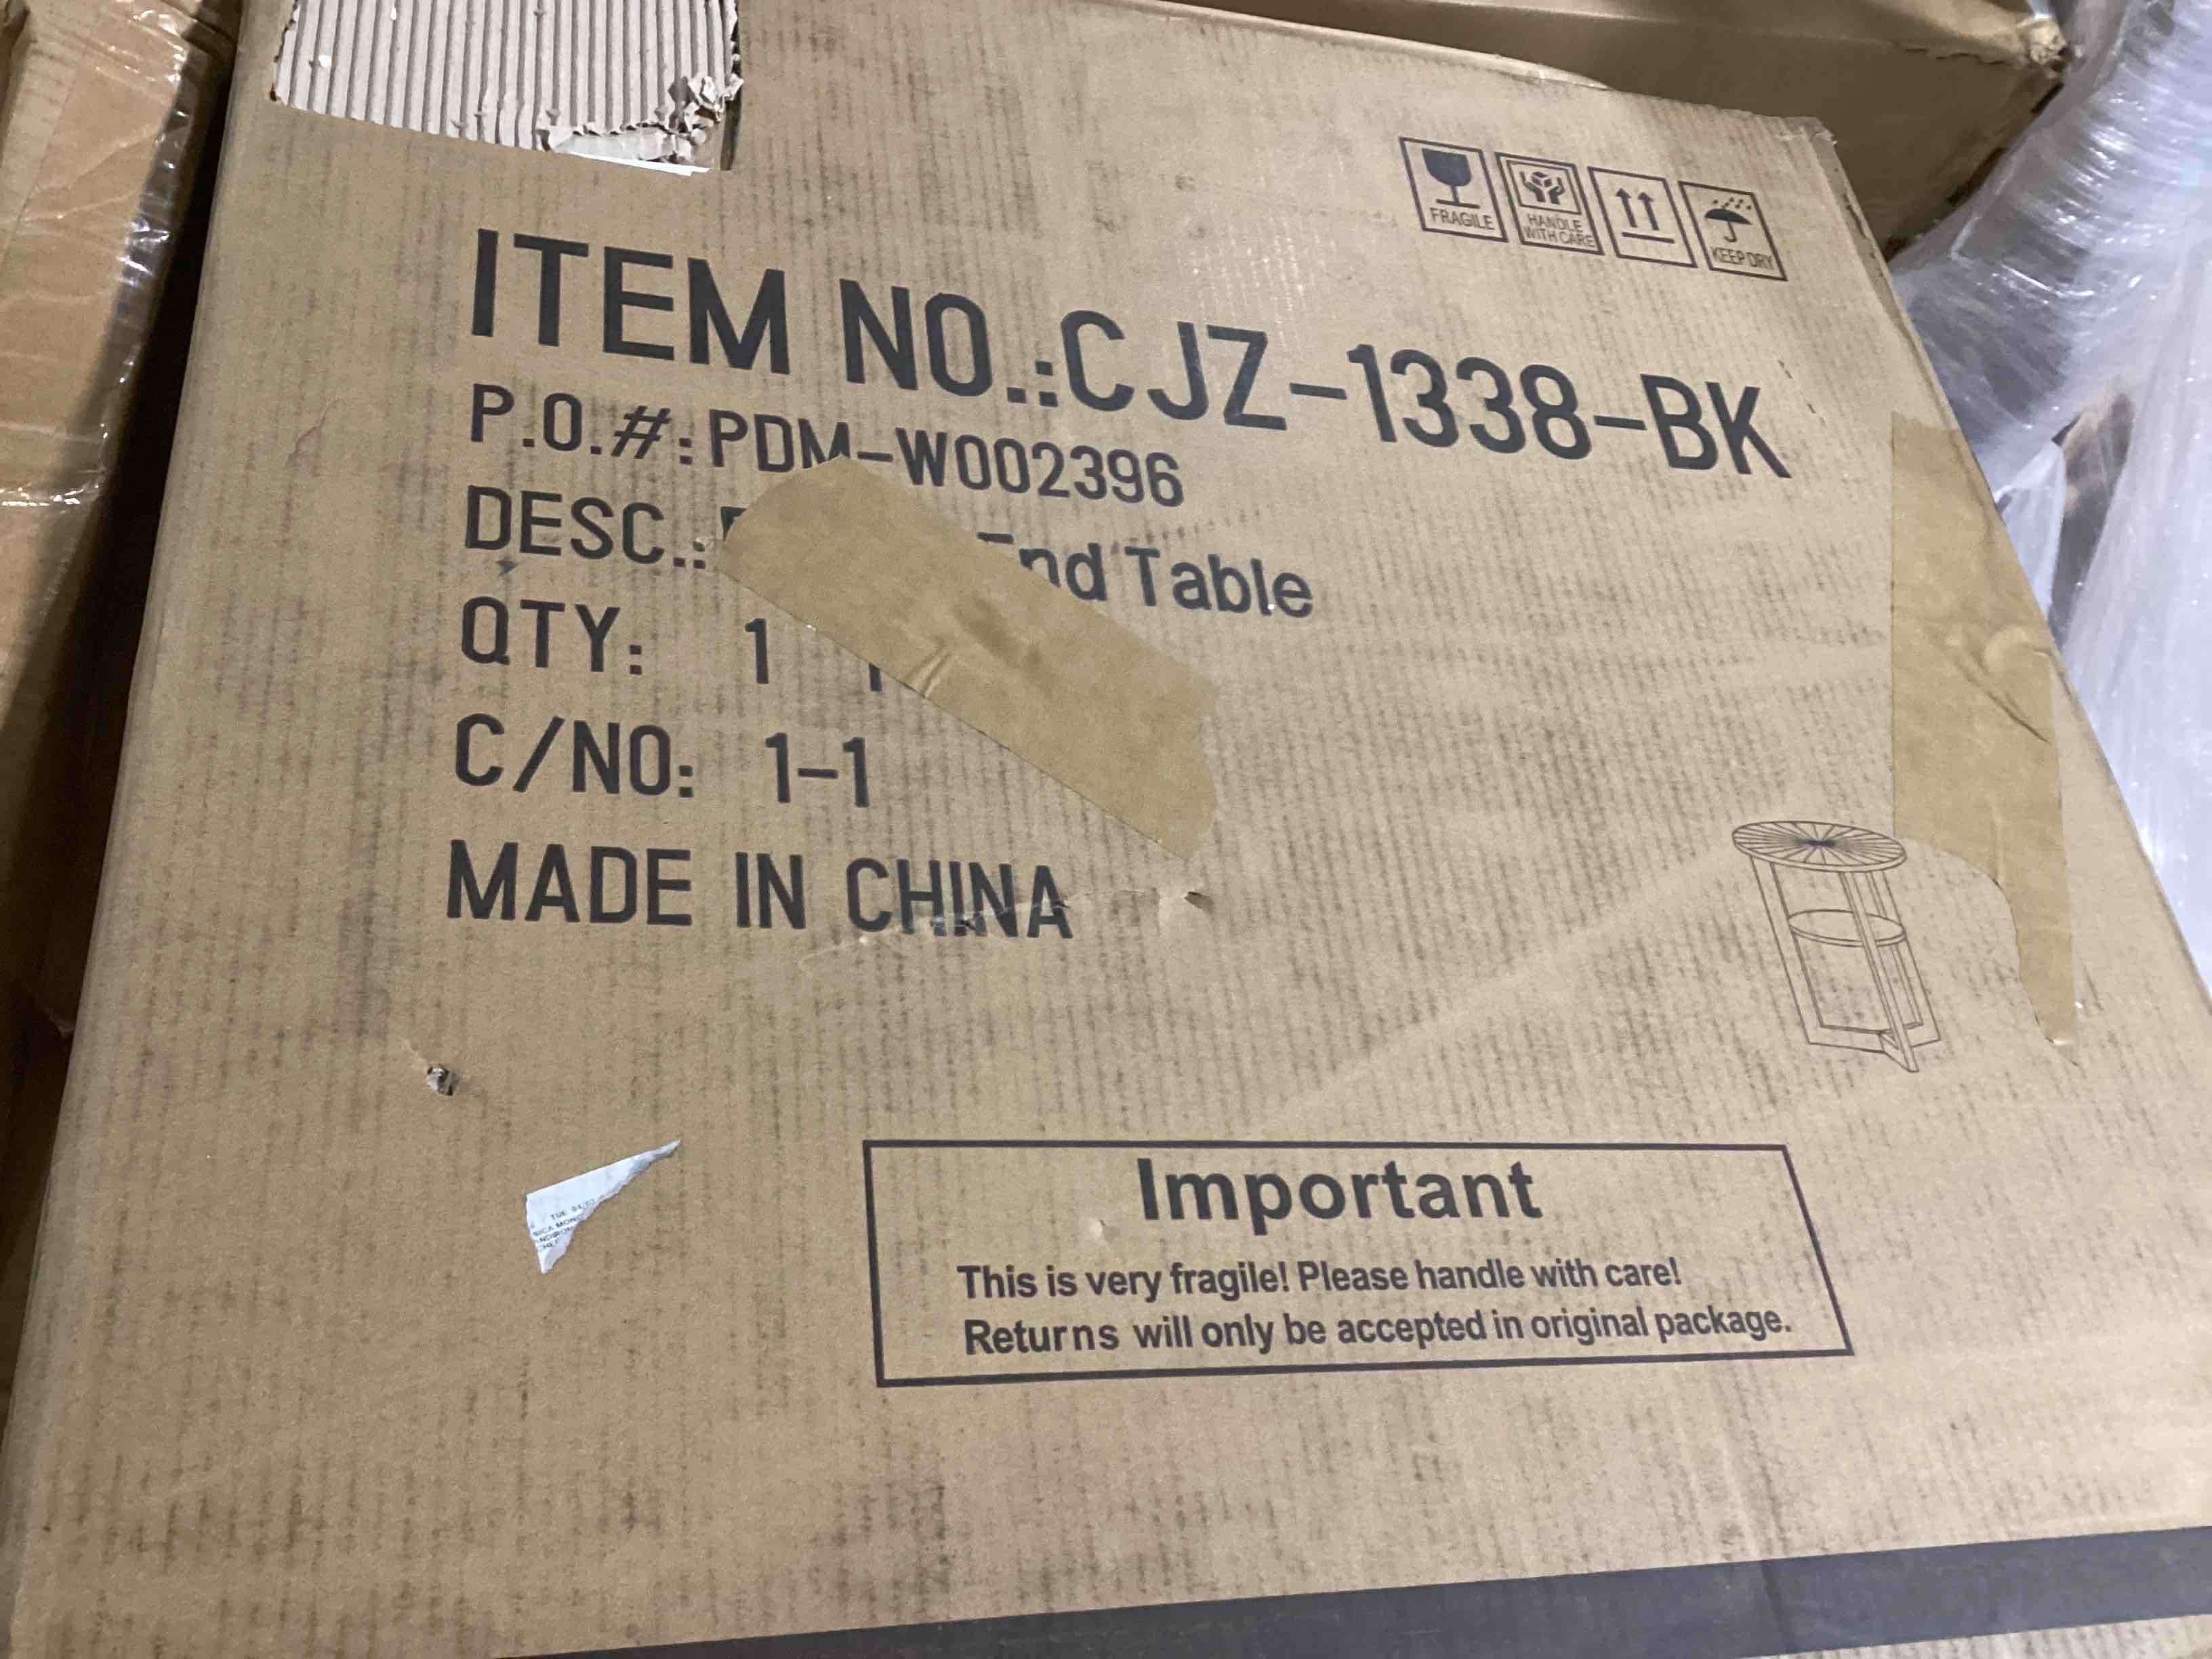 FRAGILE
HANDLE
WITH CARE
KEEP DRY
ITEM NO.:CJZ-1338-BK
P.O.#:PDM-W002396
DESC.: End Table
QTY: 1
C/NO: 1-1
MADE IN CHINA
TUE
Important
This is very fragile! Please handle with care!
Returns will only be accepted in original package.